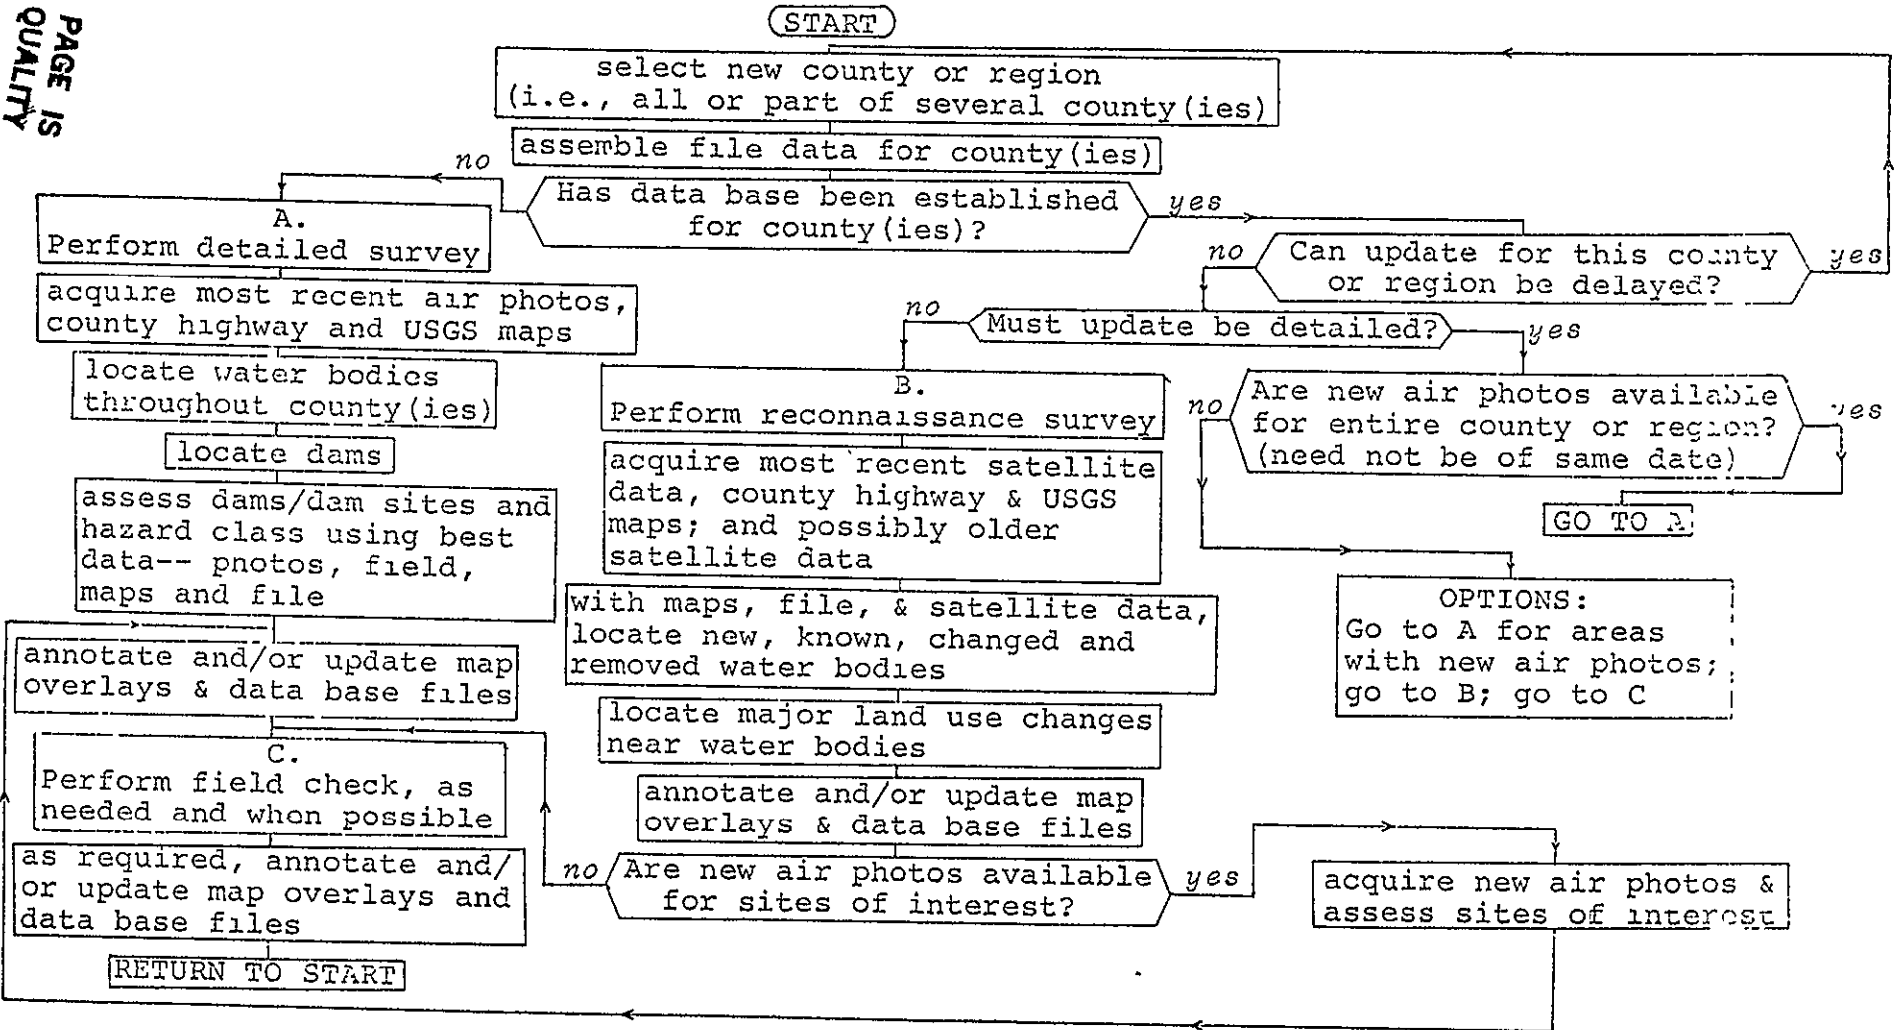 PAGE IS
QUALITY
START
select new county or region
(i.e., all or part of several county(ies)
assemble file data for county(ies)
no
Has data base been established
for county(ies)?
yes
A.
Perform detailed survey
no
Can update for this county
or region be delayed?
yes
acquire most recent air photos,
county highway and USGS maps
no
Must update be detailed?
yes
locate water bodies
throughout county(ies)
B.
Perform reconnaissance survey
no
Are new air photos available
for entire county or region?
(need not be of same date)
yes
locate dams
acquire most recent satellite
data, county highway & USGS
maps; and possibly older
satellite data
GO TO A
assess dams/dam sites and
hazard class using best
data-- pnotos, field,
maps and file
OPTIONS:
Go to A for areas
with new air photos;
go to B; go to C
with maps, file, & satellite data,
locate new, known, changed and
removed water bodies
annotate and/or update map
overlays & data base files
locate major land use changes
near water bodies
C.
Perform field check, as
needed and whon possible
annotate and/or update map
overlays & data base files
as required, annotate and/
or update map overlays and
data base files
no
Are new air photos available
for sites of interest?
yes
acquire new air photos &
assess sites of interest
RETURN TO START